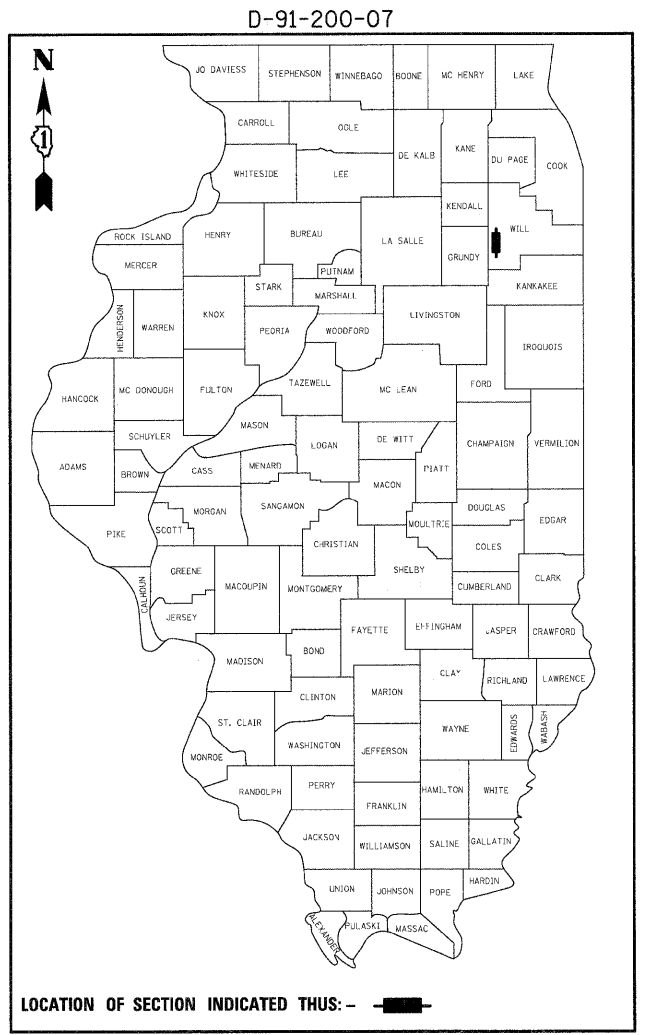 D-91-200-07
N
1
JO DAVIESS
STEPHENSON
WINNEBAGO
BOONE
MC HENRY
LAKE
CARROLL
OGLE
DE KALB
KANE
DU PAGE
COOK
WHITESIDE
LEE
KENDALL
WILL
ROCK ISLAND
HENRY
BUREAU
LA SALLE
GRUNDY
MERCER
PUTNAM
STARK
MARSHALL
KANKAKEE
HENDERSON
WARREN
KNOX
PEORIA
WOODFORD
LIVINGSTON
IROQUOIS
HANCOCK
MC DONOUGH
FULTON
TAZEWELL
MC LEAN
FORD
MASON
SCHUYLER
LOGAN
DE WITT
CHAMPAIGN
VERMILION
ADAMS
BROWN
CASS
MENARD
PIATT
MACON
PIKE
SCOTT
MORGAN
SANGAMON
CHRISTIAN
MOULTRIE
DOUGLAS
EDGAR
COLES
CALHOUN
GREENE
MACOUPIN
MONTGOMERY
SHELBY
CUMBERLAND
CLARK
JERSEY
FAYETTE
EFFINGHAM
JASPER
CRAWFORD
MADISON
BOND
CLAY
RICHLAND
LAWRENCE
CLINTON
MARION
ST. CLAIR
WAYNE
EDWARDS
WABASH
MONROE
WASHINGTON
JEFFERSON
RANDOLPH
PERRY
HAMILTON
WHITE
FRANKLIN
JACKSON
WILLIAMSON
SALINE
GALLATIN
UNION
JOHNSON
POPE
HARDIN
ALEXANDER
PULASKI
MASSAC
LOCATION OF SECTION INDICATED THUS: -